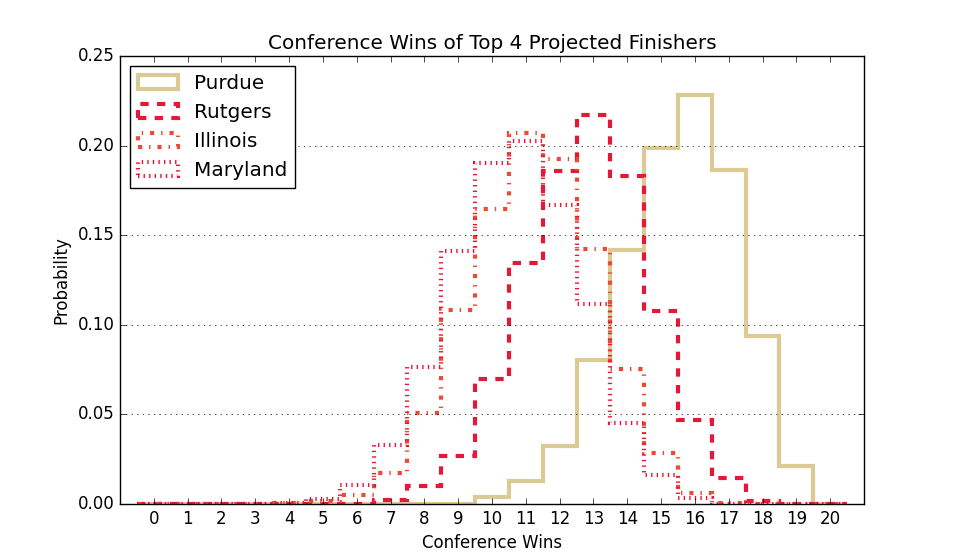 Conference Wins of Top 4 Projected Finishers
0.25
0.20
0.15
0.10
0.05
0.00
Probability
Purdue
Rutgers
Illinois
Maryland
0 1 2 3 4 5 6 7 8 9 10 11 12 13 14 15 16 17 18 19 20
Conference Wins